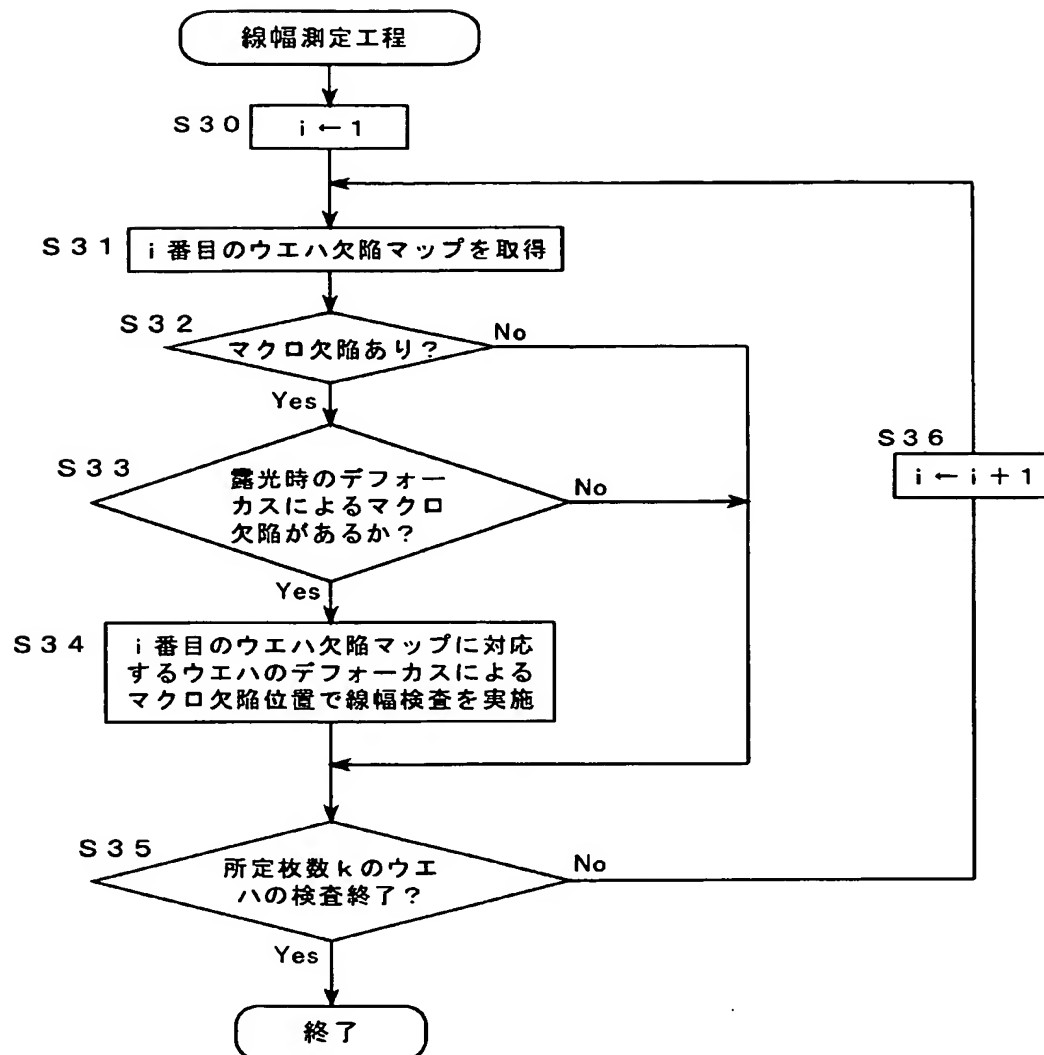 線幅測定工程
S30
i←1
S31
i番目のウエハ欠陥マップを取得
S32
マクロ欠陥あり?
No
Yes
S33
露光時のデフォー
カスによるマクロ
欠陥があるか?
No
Yes
S36
i←i+1
S34
i番目のウエハ欠陥マップに対応
するウエハのデフォーカスによる
マクロ欠陥位置で線幅検査を実施
S35
所定枚数kのウエ
ハの検査終了?
No
Yes
終了